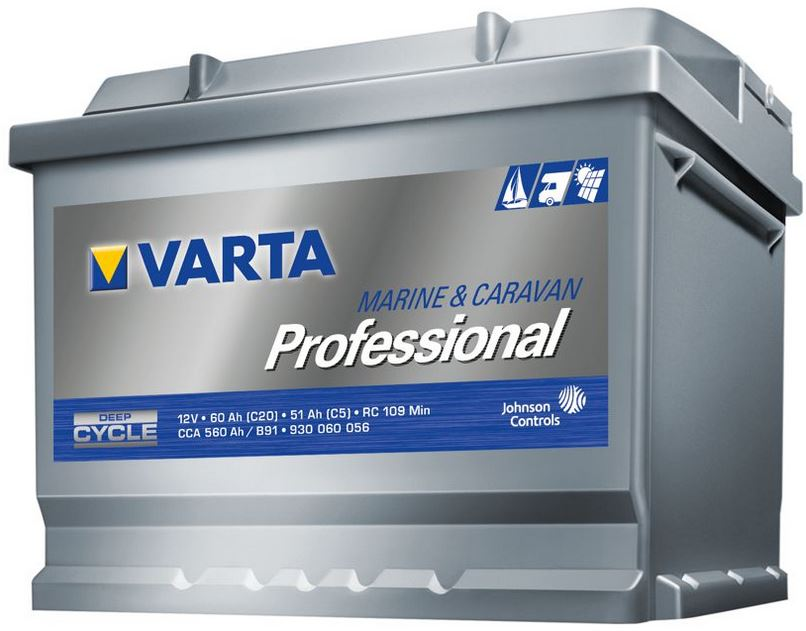 VARTA
MARINE & CARAVAN
Professional
DEEP
CYCLE
12V • 60 Ah (C20) • 51 Ah (C5) • RC 109 Min
CCA 560 Ah / B91 • 930 060 056
Johnson
Controls